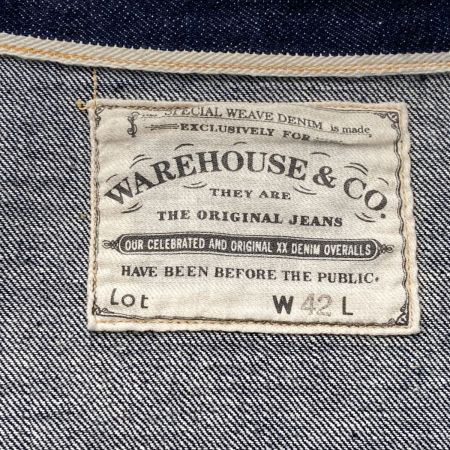 SPECIAL WEAVE DENIM is made
EXCLUSIVELY FOR
WAREHOUSE & CO.
THEY ARE
THE ORIGINAL JEANS
OUR CELEBRATED AND ORIGINAL XX DENIM OVERALLS
HAVE BEEN BEFORE THE PUBLIC.
Lot W 42 L